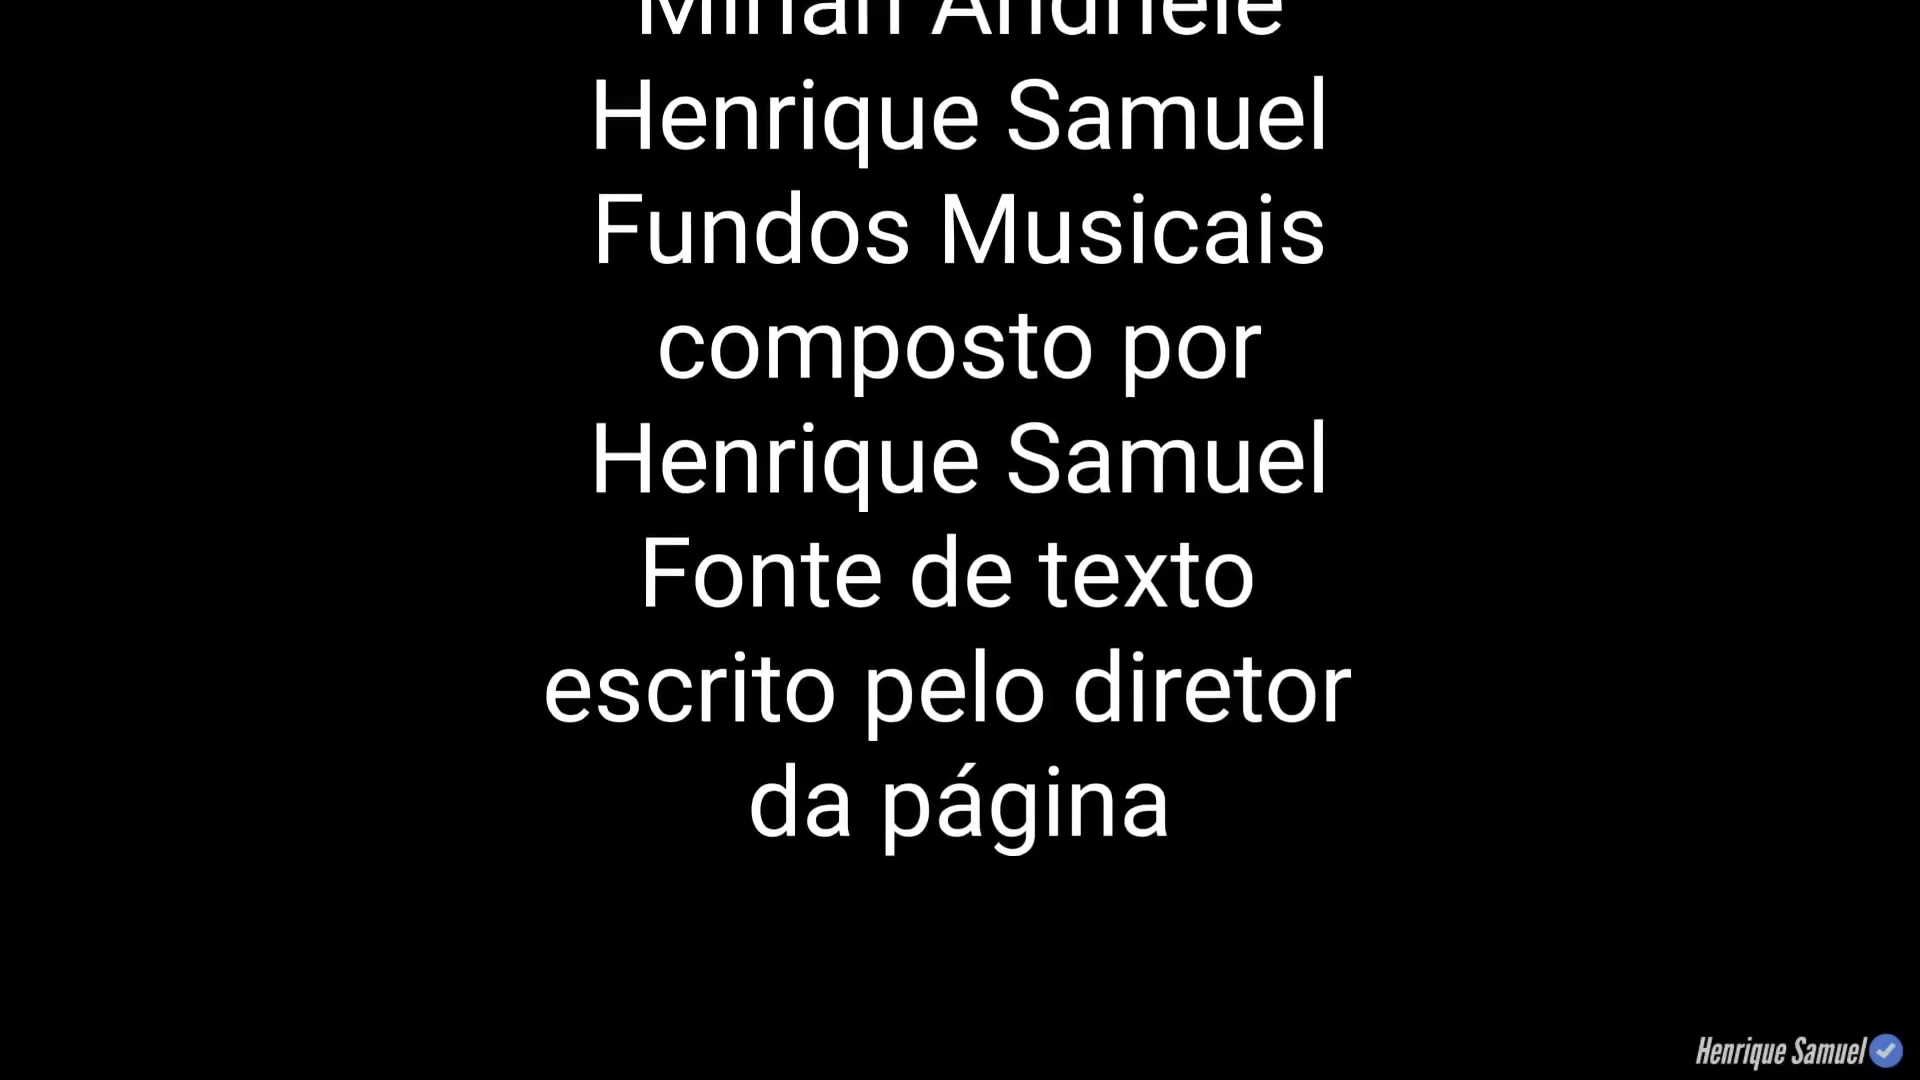 Henrique Samuel
Fundos Musicais
composto por
Henrique Samuel
Fonte de texto
escrito pelo diretor
da página
Henrique Samuel